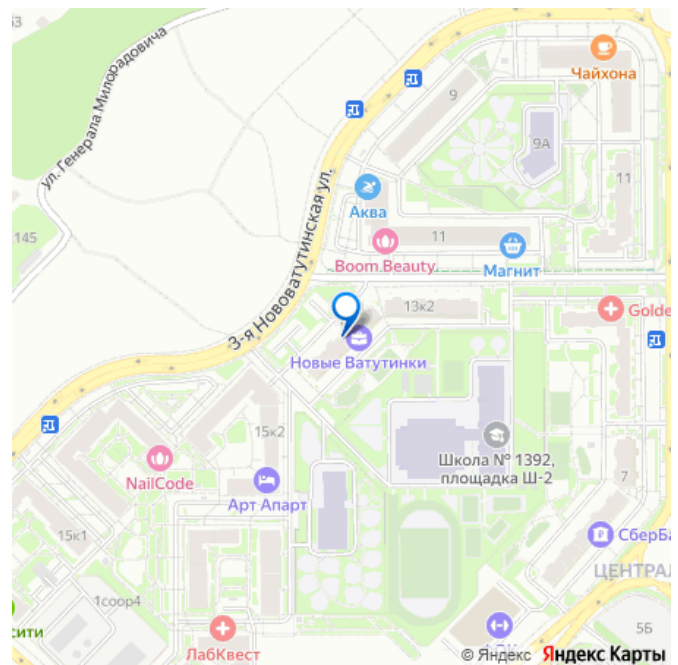 53
Чайхона
ул. Генерала Милорадовича
9
9А
11
Аква
145
11
Boom Beauty
Магнит
3-я Нововатутинская ул.
13к2
Golde
Новые Ватутинки
15к2
Школа № 1392,
площадка Ш-2
NailCode
7
Арт Апарт
15к1
СберБа
ЦЕНТРАЛ
1соор4
сити
5Б
ЛабКвест
© Яндекс Яндекс Карты